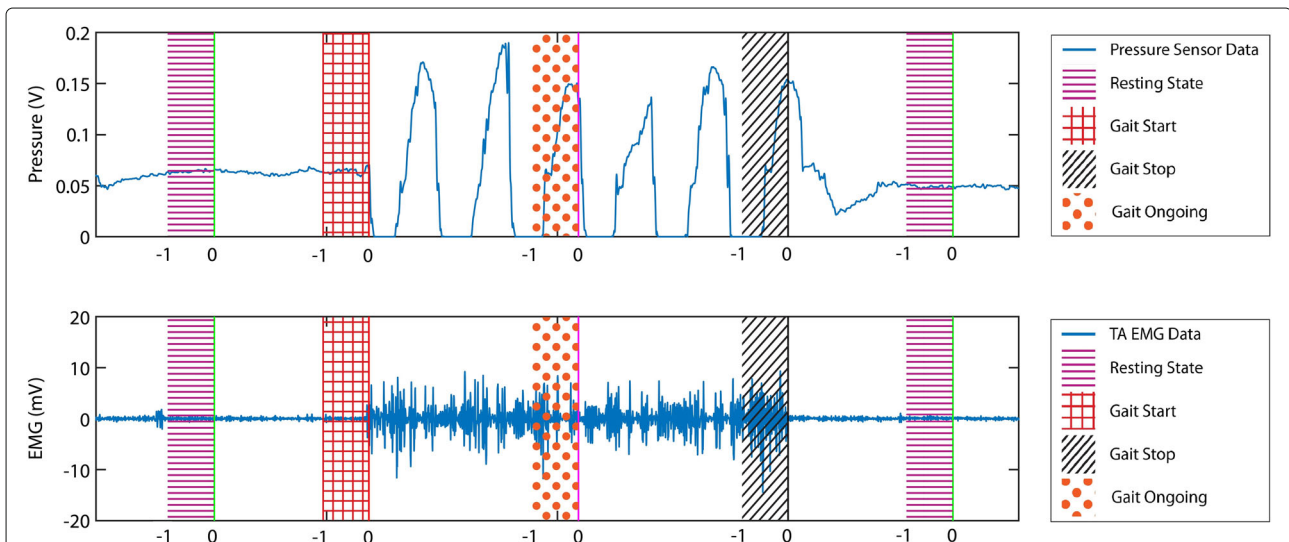 0.2
0.15
0.1
0.05
0
Pressure (V)
-1 0 -1 0 -1 0 -1 0 -1 0
Pressure Sensor Data
Resting State
Gait Start
Gait Stop
Gait Ongoing
20
10
0
-10
-20
EMG (mV)
-1 0 -1 0 -1 0 -1 0 -1 0
TA EMG Data
Resting State
Gait Start
Gait Stop
Gait Ongoing